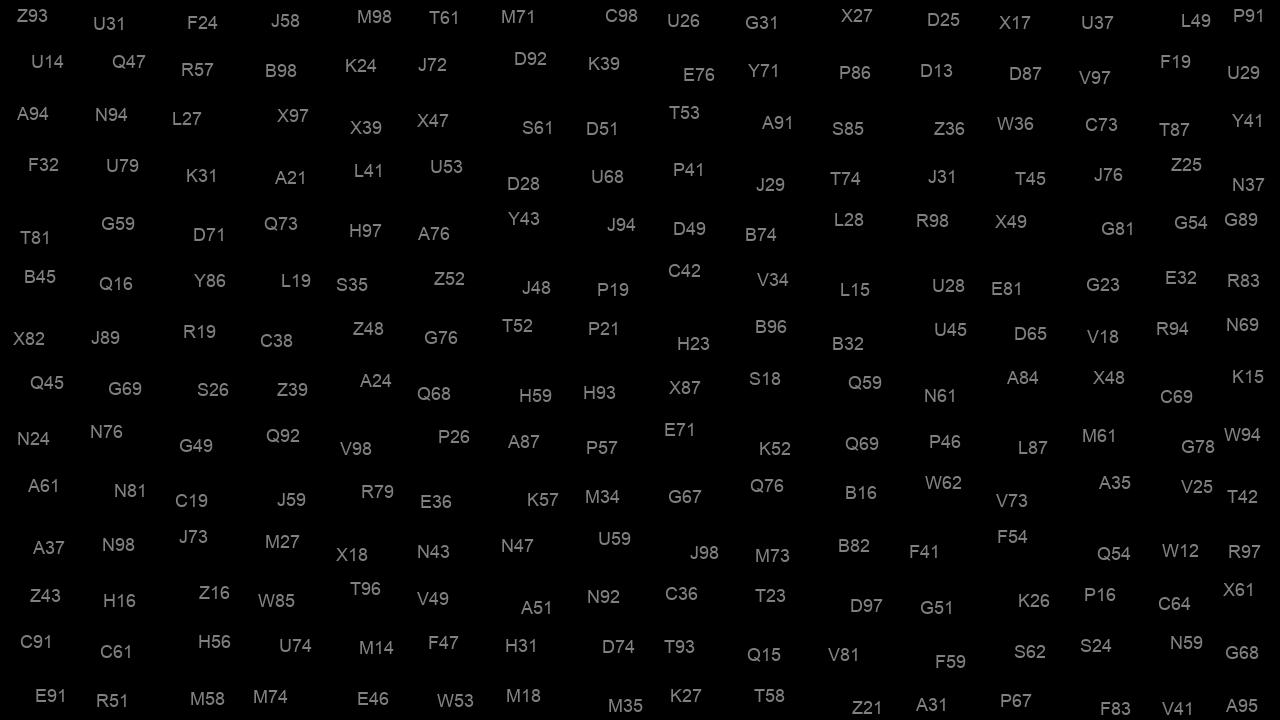 Z93 U31 F24 J58 M98 T61 M71 C98 U26 G31 X27 D25 X17 U37 L49 P91
U14 Q47 R57 B98 K24 J72 D92 K39 E76 Y71 P86 D13 D87 V97 F19 U29
A94 N94 L27 X97 X39 X47 S61 D51 T53 A91 S85 Z36 W36 C73 T87 Y41
F32 U79 K31 A21 L41 U53 D28 U68 P41 J29 T74 J31 T45 J76 Z25 N37
T81 G59 D71 Q73 H97 A76 Y43 J94 D49 B74 L28 R98 X49 G81 G54 G89
B45 Q16 Y86 L19 S35 Z52 J48 P19 C42 V34 L15 U28 E81 G23 E32 R83
X82 J89 R19 C38 Z48 G76 T52 P21 H23 B96 B32 U45 D65 V18 R94 N69
Q45 G69 S26 Z39 A24 Q68 H59 H93 X87 S18 Q59 N61 A84 X48 C69 K15
N24 N76 G49 Q92 V98 P26 A87 P57 E71 K52 Q69 P46 L87 M61 G78 W94
A61 N81 C19 J59 R79 E36 K57 M34 G67 Q76 B16 W62 V73 A35 V25 T42
A37 N98 J73 M27 X18 N43 N47 U59 J98 M73 B82 F41 F54 Q54 W12 R97
Z43 H16 Z16 W85 T96 V49 A51 N92 C36 T23 D97 G51 K26 P16 C64 X61
C91 C61 H56 U74 M14 F47 H31 D74 T93 Q15 V81 F59 S62 S24 N59 G68
E91 R51 M58 M74 E46 W53 M18 M35 K27 T58 Z21 A31 P67 F83 V41 A95